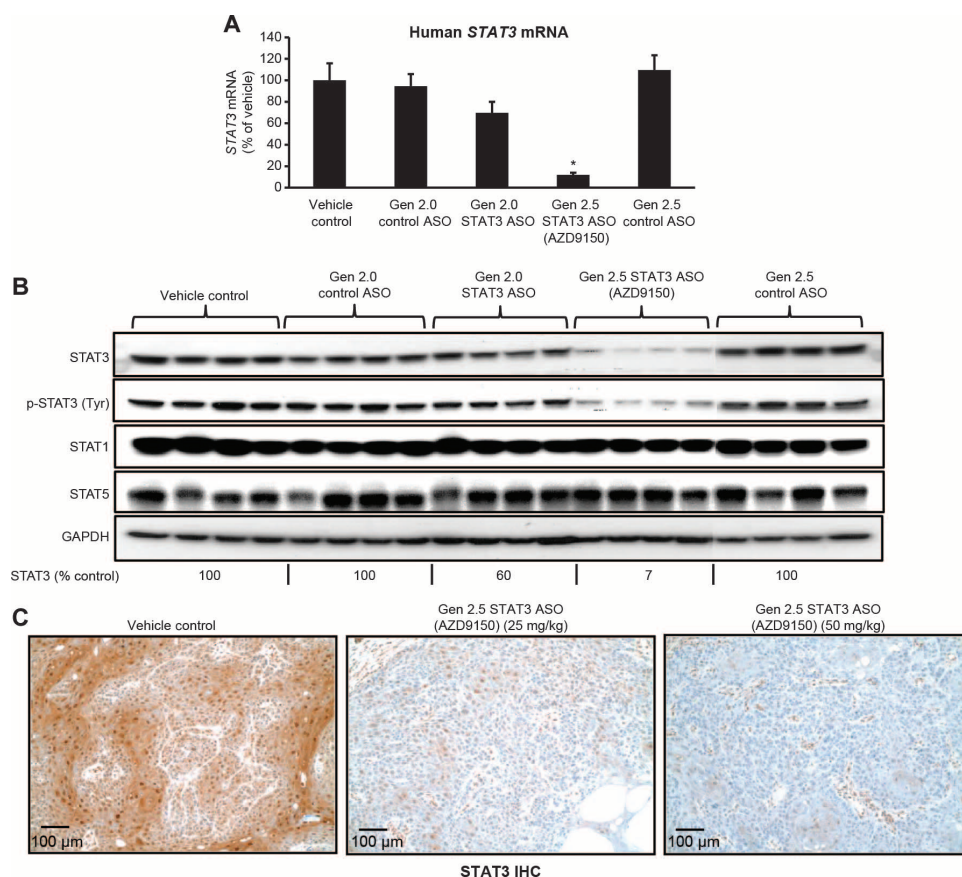 A
Human STAT3 mRNA
STAT3 mRNA
(% of vehicle)
140
120
100
80
60
40
20
0
*
Vehicle
control
Gen 2.0
control ASO
Gen 2.0
STAT3 ASO
Gen 2.5
STAT3 ASO
(AZD9150)
Gen 2.5
control ASO
B
Vehicle control
Gen 2.0
control ASO
Gen 2.0
STAT3 ASO
Gen 2.5 STAT3 ASO
(AZD9150)
Gen 2.5
control ASO
STAT3
p-STAT3 (Tyr)
STAT1
STAT5
GAPDH
STAT3 (% control) 100 100 60 7 100
C
Vehicle control
Gen 2.5 STAT3 ASO
(AZD9150) (25 mg/kg)
Gen 2.5 STAT3 ASO
(AZD9150) (50 mg/kg)
100 µm
100 µm
100 µm
STAT3 IHC